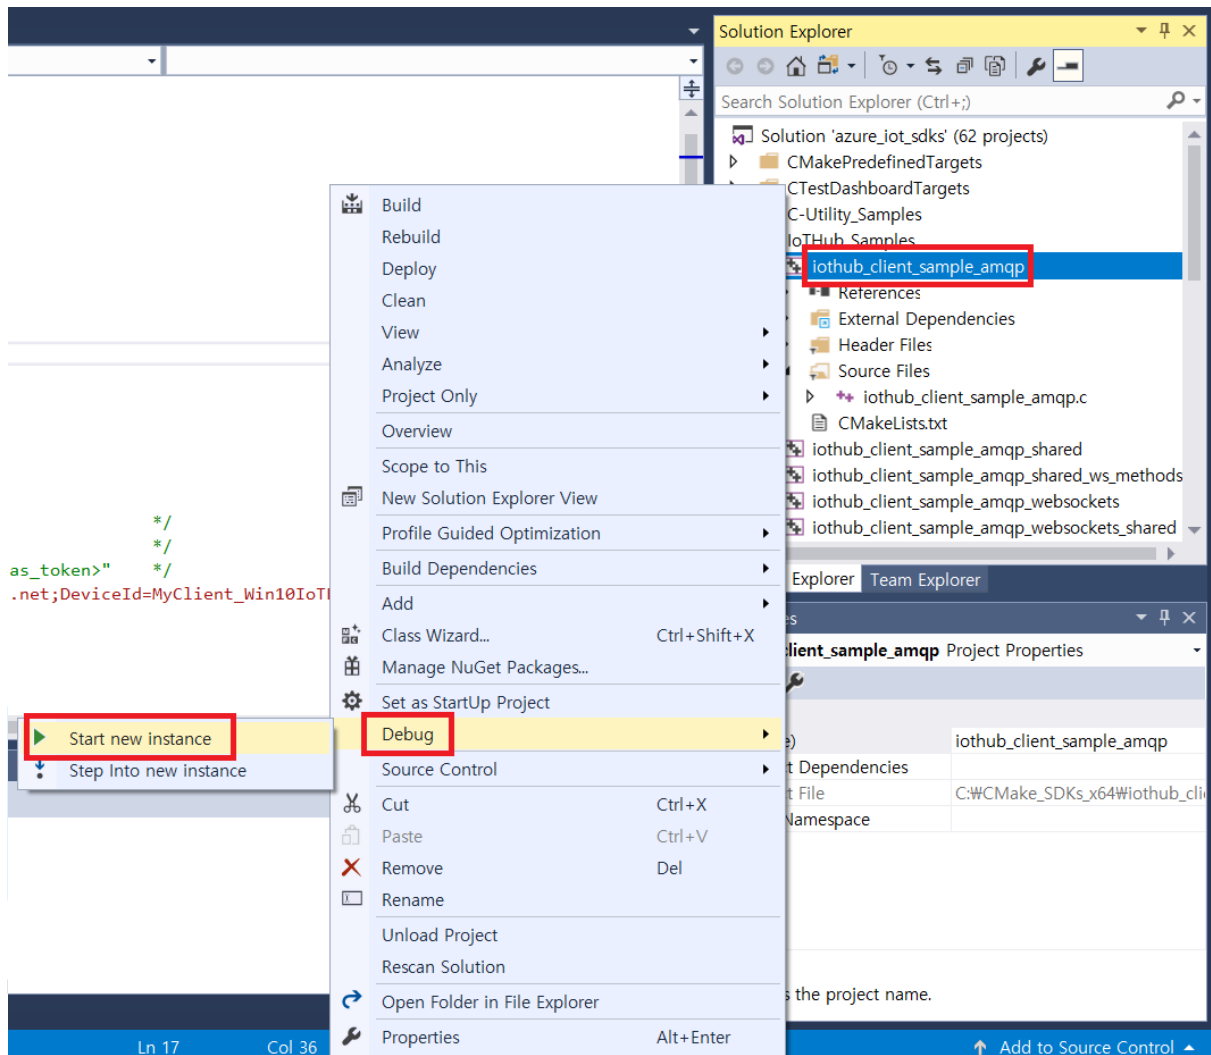 Solution Explorer
Search Solution Explorer (Ctrl+;)
Solution 'azure_iot_sdks' (62 projects)
CMakePredefinedTargets
CTestDashboardTargets
C-Utility_Samples
IoTHub_Samples
iothub_client_sample_amqp
References
External Dependencies
Header Files
Source Files
iothub_client_sample_amqp.c
CMakeLists.txt
iothub_client_sample_amqp_shared
iothub_client_sample_amqp_shared_ws_methods
iothub_client_sample_amqp_websockets
iothub_client_sample_amqp_websockets_shared
Explorer
Team Explorer
client_sample_amqp Project Properties
iothub_client_sample_amqp
Dependencies
File C:₩CMake_SDKs_x64₩iothub_cli
Namespace
the project name.
Build
Rebuild
Deploy
Clean
View
Analyze
Project Only
Overview
Scope to This
New Solution Explorer View
Profile Guided Optimization
Build Dependencies
Add
Class Wizard... Ctrl+Shift+X
Manage NuGet Packages...
Set as StartUp Project
Debug
Source Control
Cut Ctrl+X
Paste Ctrl+V
Remove Del
Rename
Unload Project
Rescan Solution
Open Folder in File Explorer
Properties Alt+Enter
Start new instance
Step Into new instance
*/
*/
as_token>" */
.net;DeviceId=MyClient_Win10IoT
Ln 17 Col 36
Add to Source Control